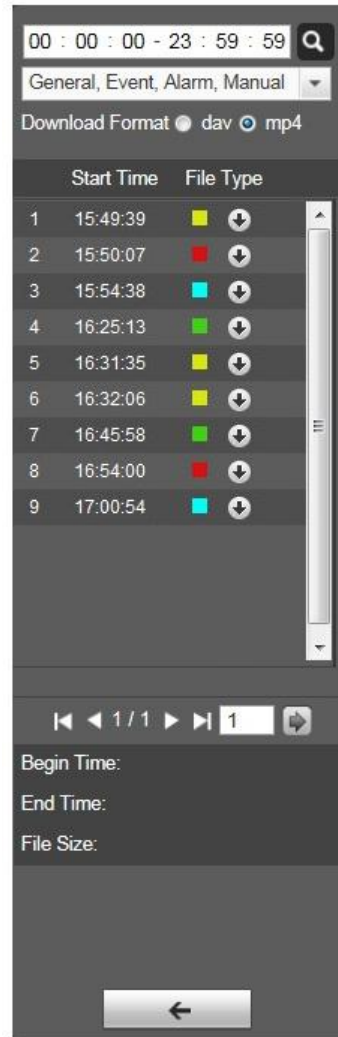 00 : 00 : 00 - 23 : 59 : 59
General, Event, Alarm, Manual
Download Format dav mp4
Start Time File Type
1 15:49:39
2 15:50:07
3 15:54:38
4 16:25:13
5 16:31:35
6 16:32:06
7 16:45:58
8 16:54:00
9 17:00:54
1 / 1 1
Begin Time:
End Time:
File Size: